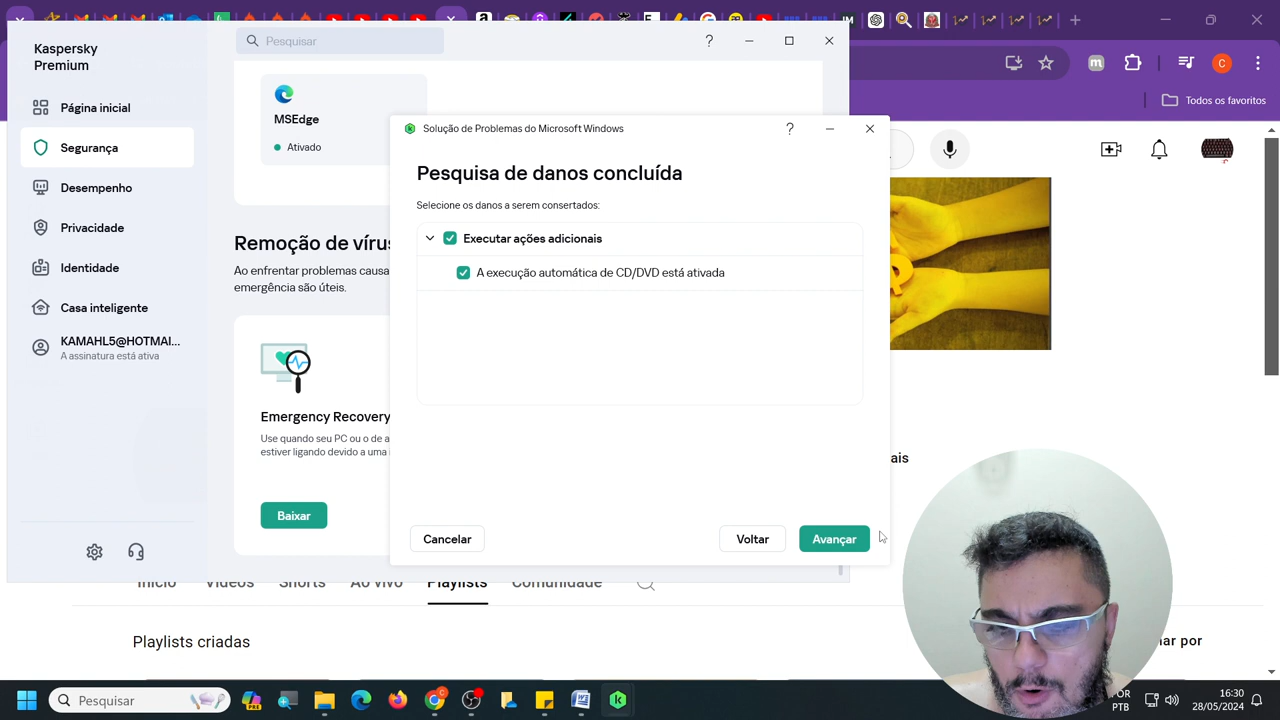 Kaspersky
Premium
Pesquisar
Página inicial
Segurança
Desempenho
Privacidade
Identidade
Casa inteligente
KAMAHL5@HOTMAI...
A assinatura está ativa
MSEdge
Ativado
Remoção de víru
Ao enfrentar problemas causa
emergência são úteis.
Emergency Recovery
Use quando seu PC ou o de a
estiver ligando devido a uma
Baixar
Solução de Problemas do Microsoft Windows
Pesquisa de danos concluída
Selecione os danos a serem consertados:
Executar ações adicionais
A execução automática de CD/DVD está ativada
Cancelar
Voltar
Avançar
Todos os favoritos
ais
Início
Vídeos
Shorts
Ao vivo
Playlists
Comunidade
Playlists criadas
nar por
Pesquisar
PRE
POR
PTB
16:30
28/05/2024